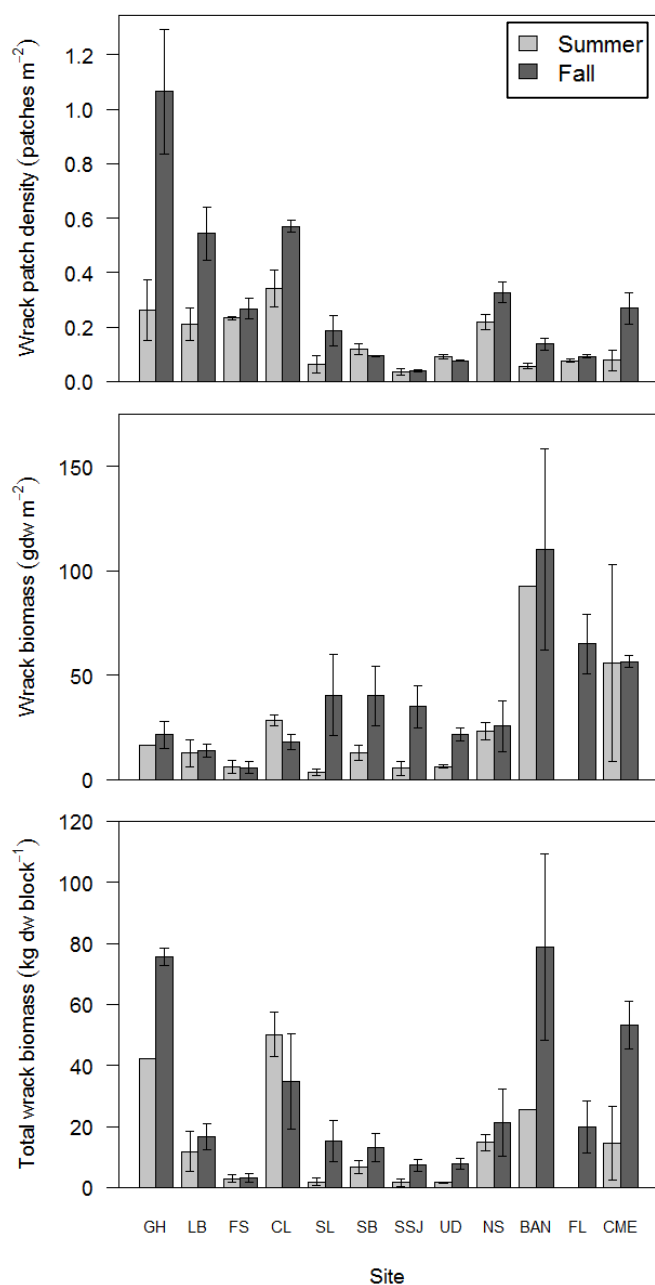 Summer
Fall
Wrack patch density (patches m⁻²)
1.2
1.0
0.8
0.6
0.4
0.2
0.0
Wrack biomass (gdw m⁻²)
150
100
50
0
Total wrack biomass (kg dw block⁻¹)
120
100
80
60
40
20
0
GH LB FS CL SL SB SSJ UD NS BAN FL CME
Site